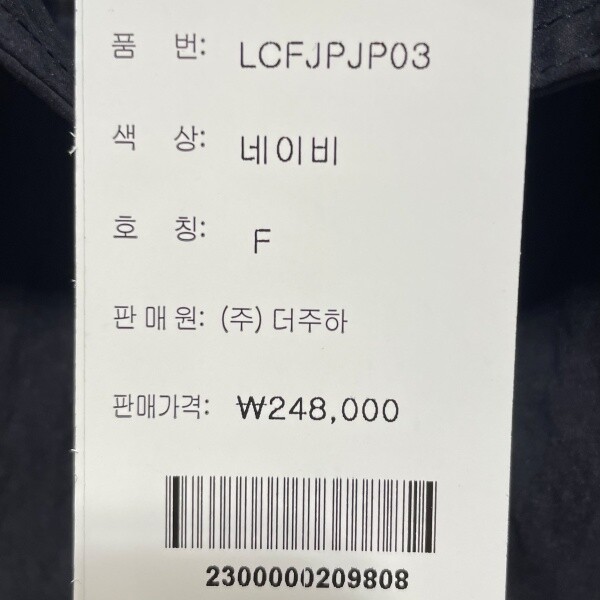 품 번: LCFJPJP03
색 상: 네이비
호 칭: F
판매원: (주) 더주하
판매가격: ₩248,000
2300000209808